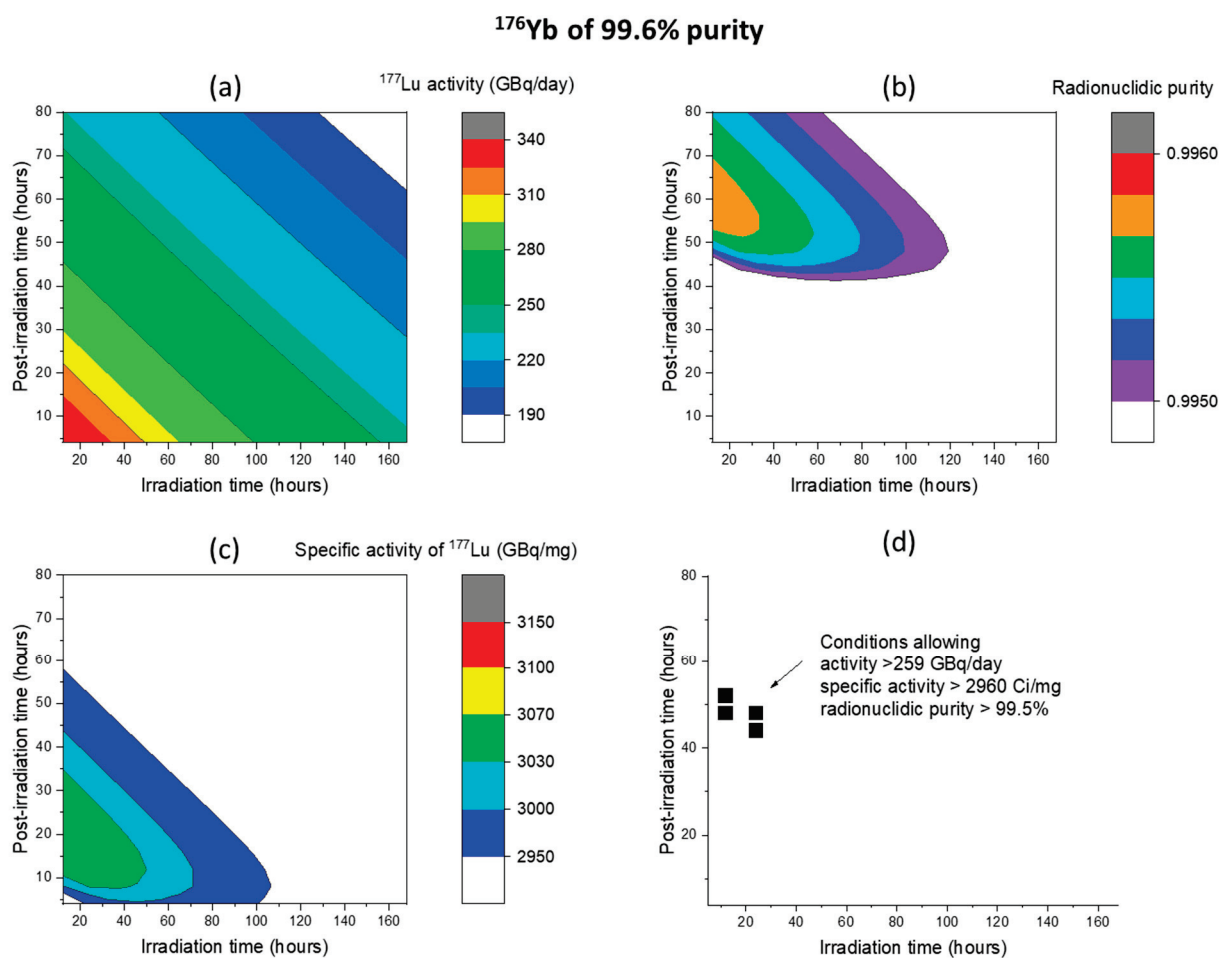 ¹⁷⁶Yb of 99.6% purity
(a)
¹⁷⁷Lu activity (GBq/day)
80
70
60
50
40
30
20
10
Post-irradiation time (hours)
20 40 60 80 100 120 140 160
Irradiation time (hours)
340
310
280
250
220
190
(b)
Radionuclidic purity
80
70
60
50
40
30
20
10
Post-irradiation time (hours)
20 40 60 80 100 120 140 160
Irradiation time (hours)
0.9960
0.9950
(c)
Specific activity of ¹⁷⁷Lu (GBq/mg)
80
70
60
50
40
30
20
10
Post-irradiation time (hours)
20 40 60 80 100 120 140 160
Irradiation time (hours)
3150
3100
3070
3030
3000
2950
(d)
80
60
40
20
Post-irradiation time (hours)
Conditions allowing
activity >259 GBq/day
specific activity > 2960 Ci/mg
radionuclidic purity > 99.5%
20 40 60 80 100 120 140 160
Irradiation time (hours)